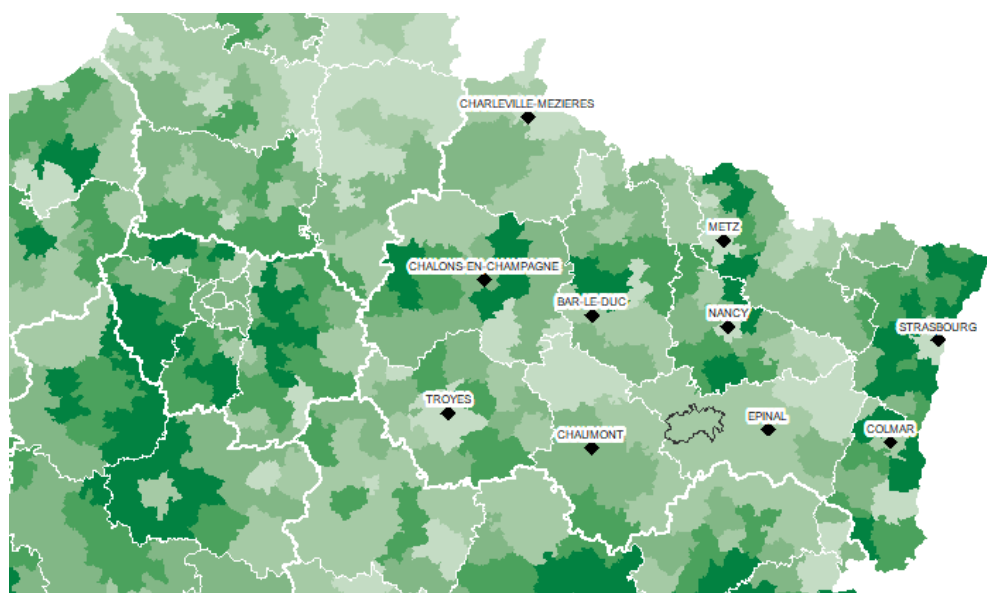 CHARLEVILLE-MEZIERES
METZ
CHALONS-EN-CHAMPAGNE
BAR-LE-DUC
NANCY
STRASBOURG
TROYES
EPINAL
CHAUMONT
COLMAR